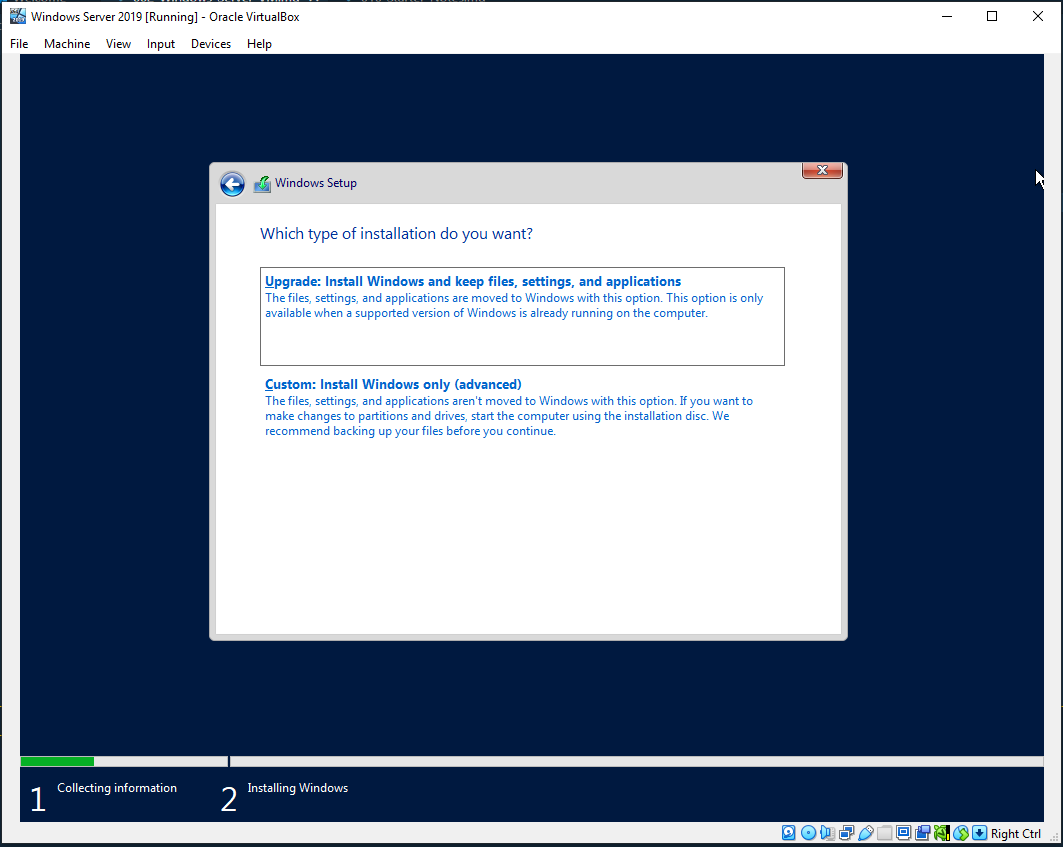 Windows Server 2019 [Running] - Oracle VirtualBox
File Machine View Input Devices Help
Windows Setup
Which type of installation do you want?
Upgrade: Install Windows and keep files, settings, and applications
The files, settings, and applications are moved to Windows with this option. This option is only
available when a supported version of Windows is already running on the computer.
Custom: Install Windows only (advanced)
The files, settings, and applications aren't moved to Windows with this option. If you want to
make changes to partitions and drives, start the computer using the installation disc. We
recommend backing up your files before you continue.
1 Collecting information
2 Installing Windows
Right Ctrl